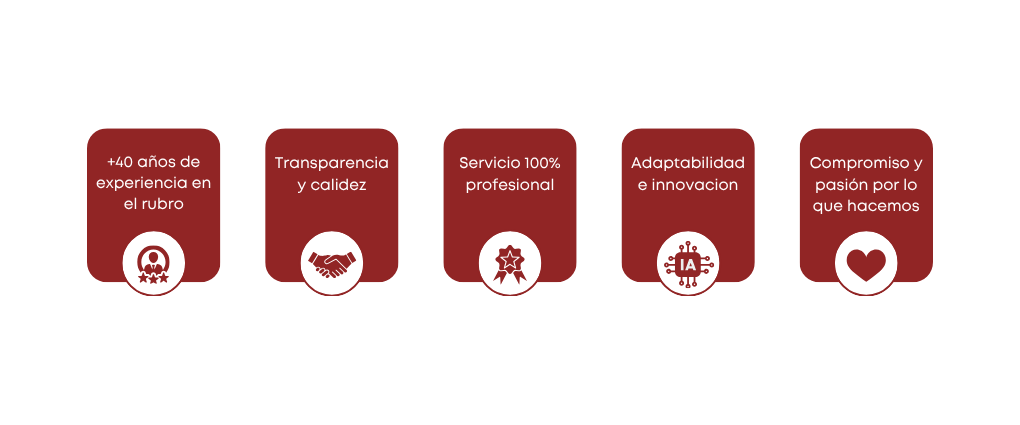 +40 años de
experiencia en
el rubro
Transparencia
y calidez
Servicio 100%
profesional
Adaptabilidad
e innovacion
IA
Compromiso y
pasión por lo
que hacemos